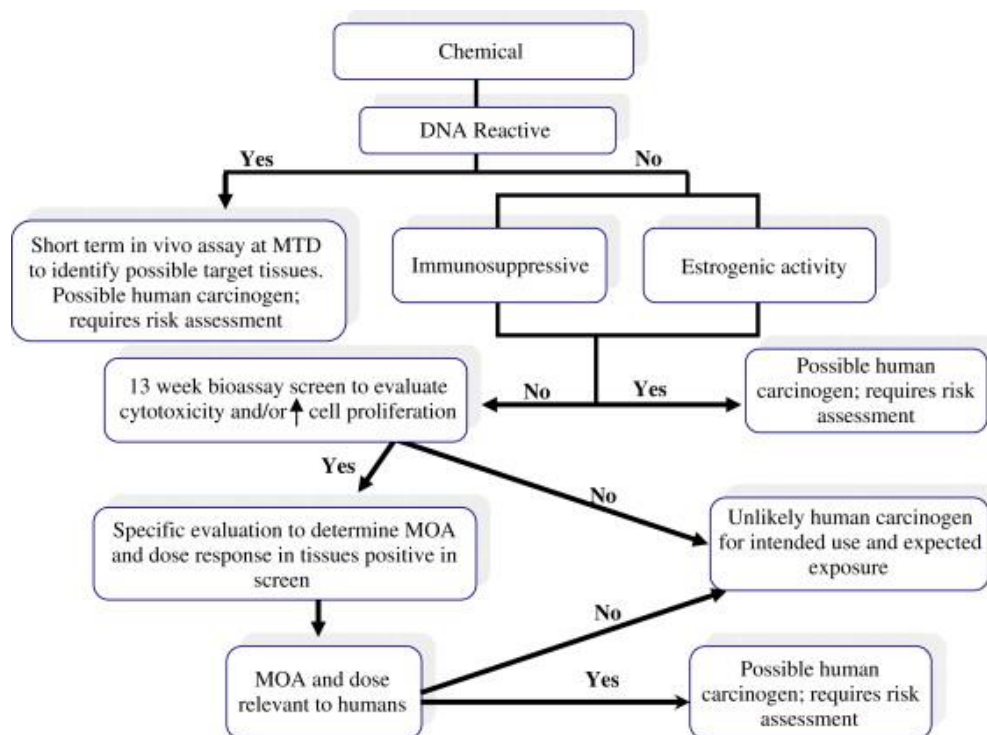 Chemical
DNA Reactive
Yes
No
Short term in vivo assay at MTD
to identify possible target tissues.
Possible human carcinogen;
requires risk assessment
Immunosuppressive
Estrogenic activity
13 week bioassay screen to evaluate
cytotoxicity and/or ↑ cell proliferation
No
Yes
Possible human
carcinogen; requires risk
assessment
Yes
No
Specific evaluation to determine MOA
and dose response in tissues positive in
screen
Unlikely human carcinogen
for intended use and expected
exposure
No
MOA and dose
relevant to humans
Yes
Possible human
carcinogen; requires risk
assessment